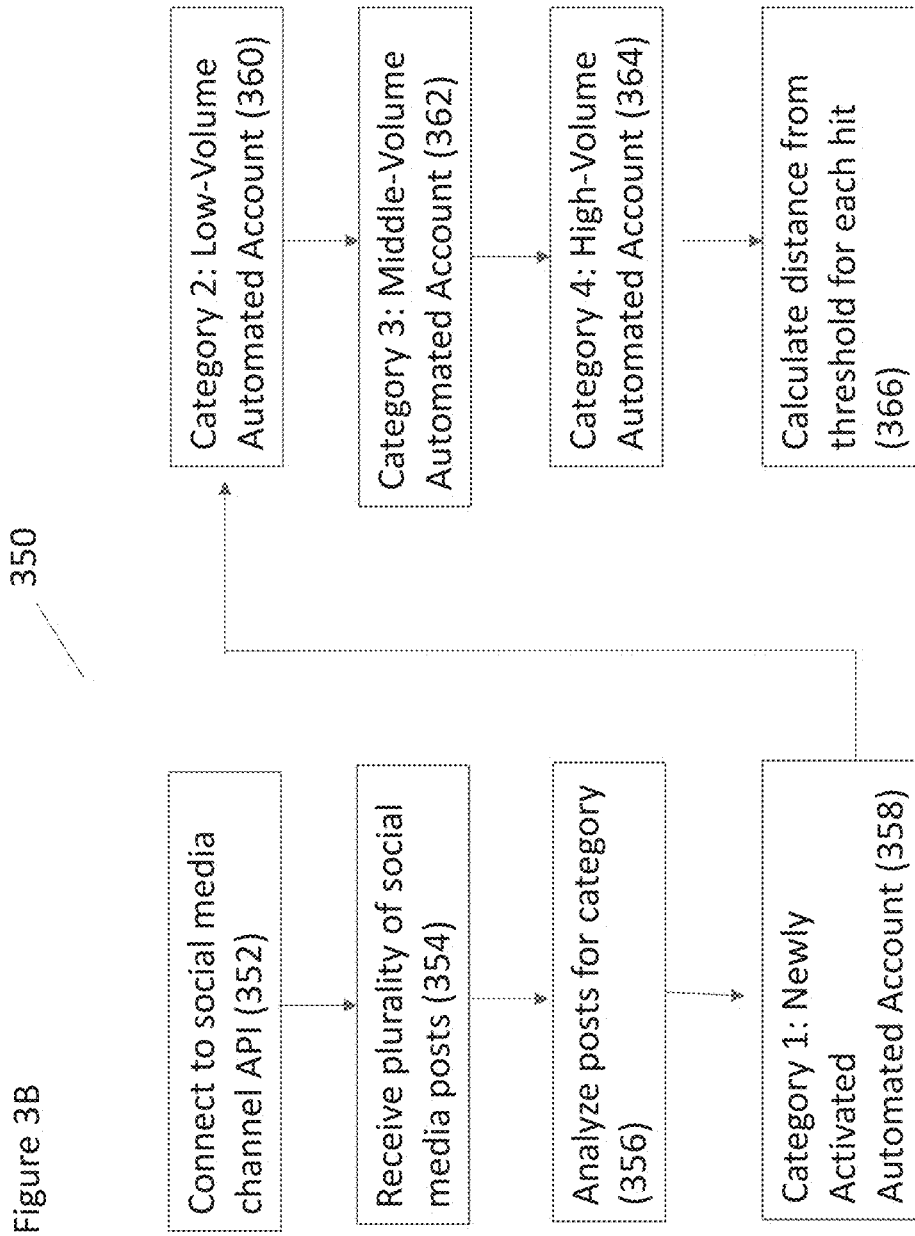 Figure 3B
350
Connect to social media
channel API (352)
Receive plurality of social
media posts (354)
Analyze posts for category
(356)
Category 1: Newly
Activated
Automated Account (358)
Category 2: Low-Volume
Automated Account (360)
Category 3: Middle-Volume
Automated Account (362)
Category 4: High-Volume
Automated Account (364)
Calculate distance from
threshold for each hit
(366)